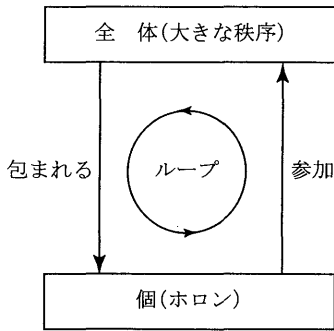 全 体(大きな秩序)
包まれる
ループ
参加
個(ホロン)